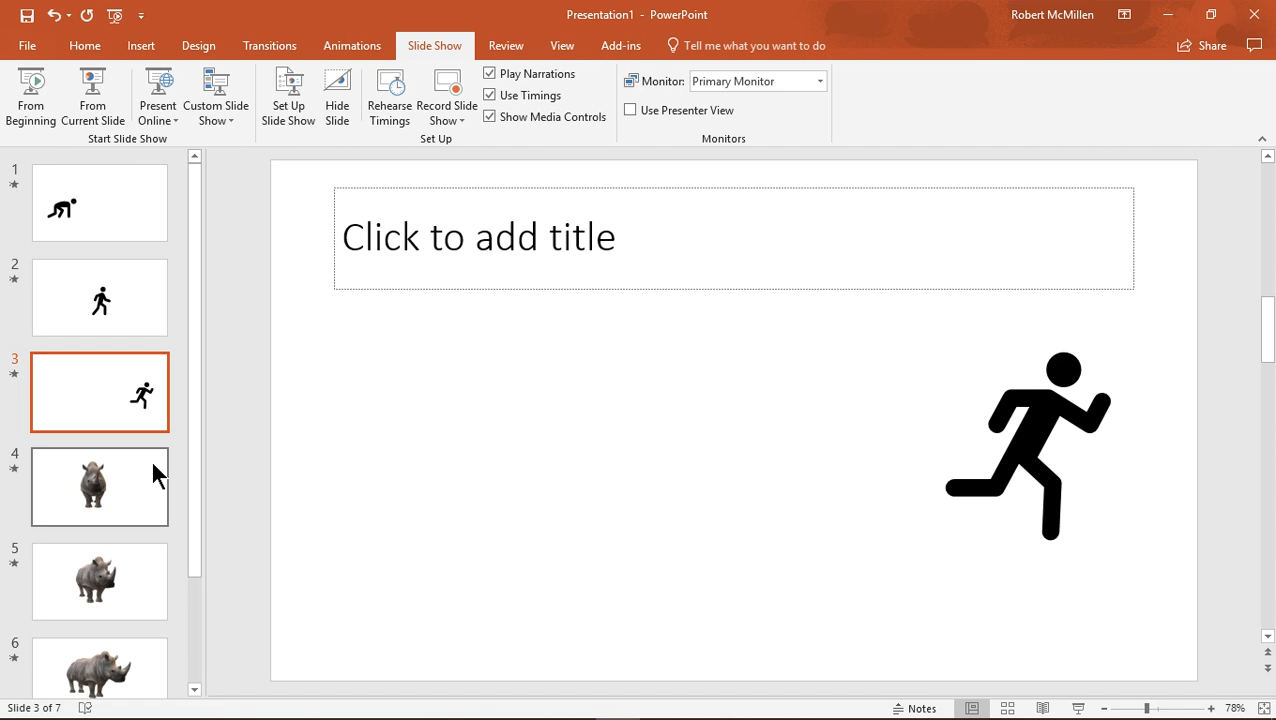 Presentation1 - PowerPoint
Robert McMillen
File Home Insert Design Transitions Animations Slide Show Review View Add-ins Tell me what you want to do Share
From Beginning
From Current Slide
Present Online
Custom Slide Show
Start Slide Show
Set Up Slide Show
Hide Slide
Rehearse Timings
Record Slide Show
Play Narrations
Use Timings
Show Media Controls
Set Up
Monitor: Primary Monitor
Use Presenter View
Monitors
1
2
3
4
5
6
Click to add title
Slide 3 of 7
Notes
78%